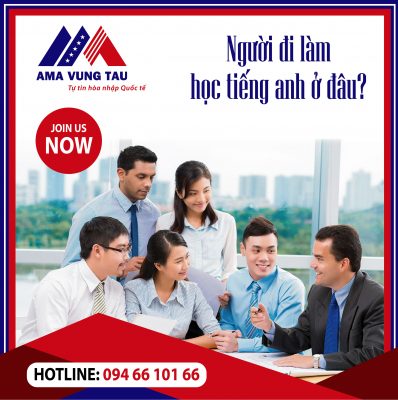 AMA VUNG TAU
Tự tin hòa nhập Quốc tế
Người đi làm
học tiếng anh ở đâu?
JOIN US
NOW
HOTLINE: 094 66 101 66